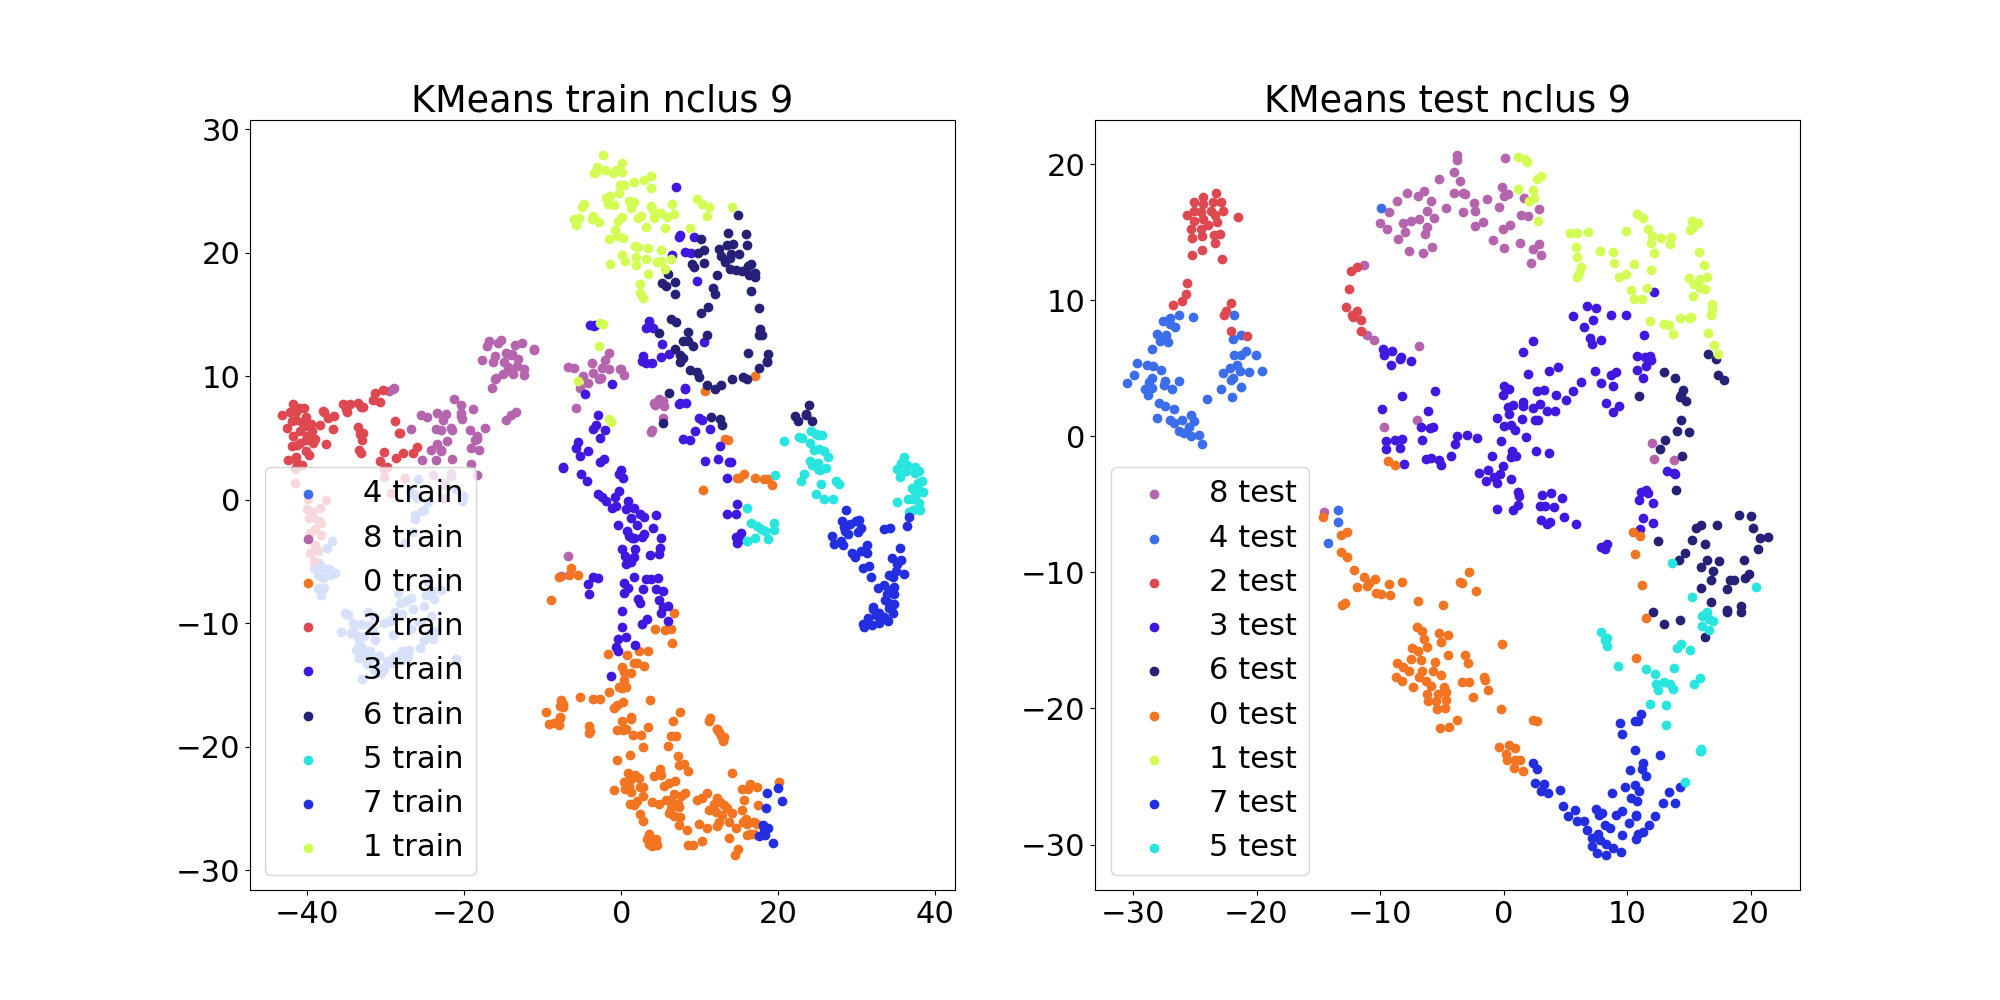 KMeans train nclus 9
30
20
10
0
−10
−20
−30
−40
−20
0
20
40
4 train
8 train
0 train
2 train
3 train
6 train
5 train
7 train
1 train
KMeans test nclus 9
20
10
0
−10
−20
−30
−30
−20
−10
0
10
20
8 test
4 test
2 test
3 test
6 test
0 test
1 test
7 test
5 test